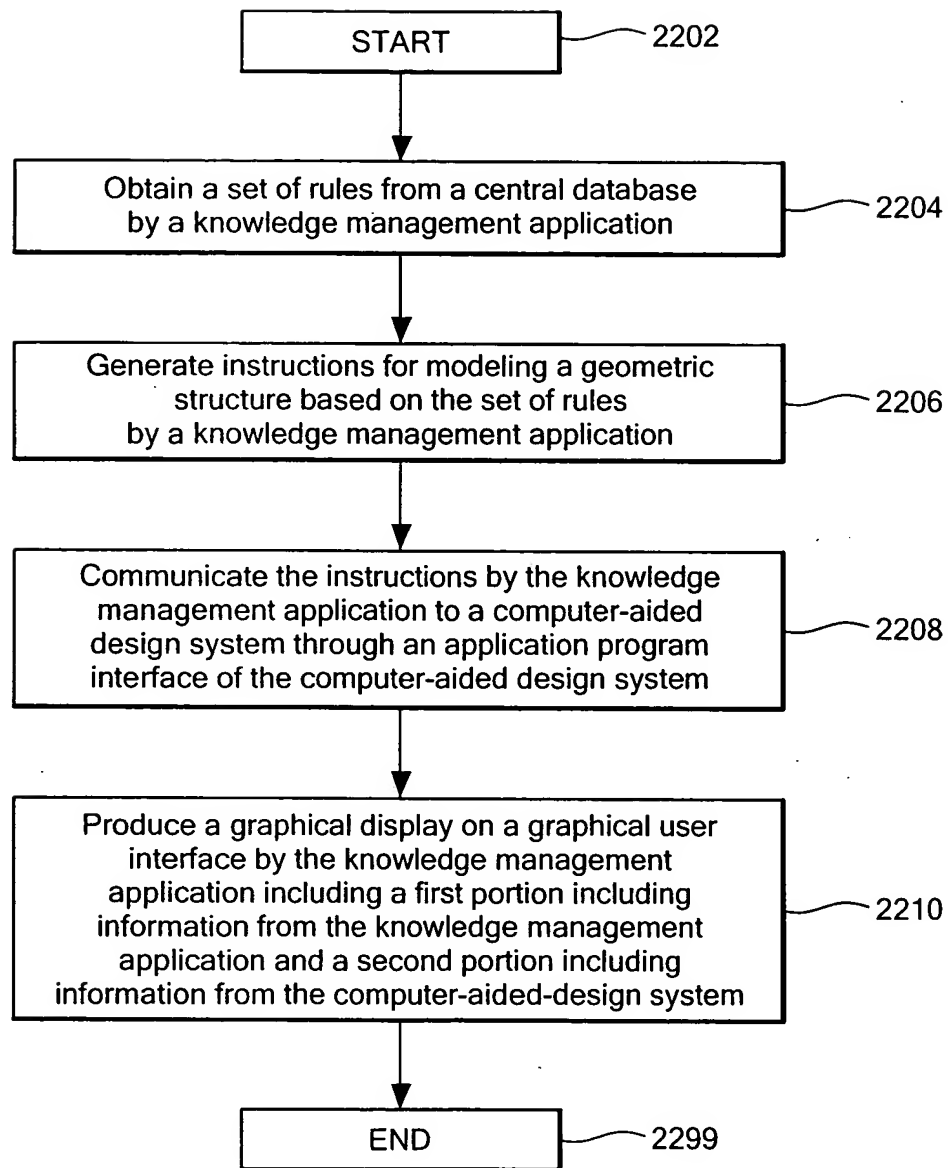 START
2202
Obtain a set of rules from a central database
by a knowledge management application
2204
Generate instructions for modeling a geometric
structure based on the set of rules
by a knowledge management application
2206
Communicate the instructions by the knowledge
management application to a computer-aided
design system through an application program
interface of the computer-aided design system
2208
Produce a graphical display on a graphical user
interface by the knowledge management
application including a first portion including
information from the knowledge management
application and a second portion including
information from the computer-aided-design system
2210
END
2299